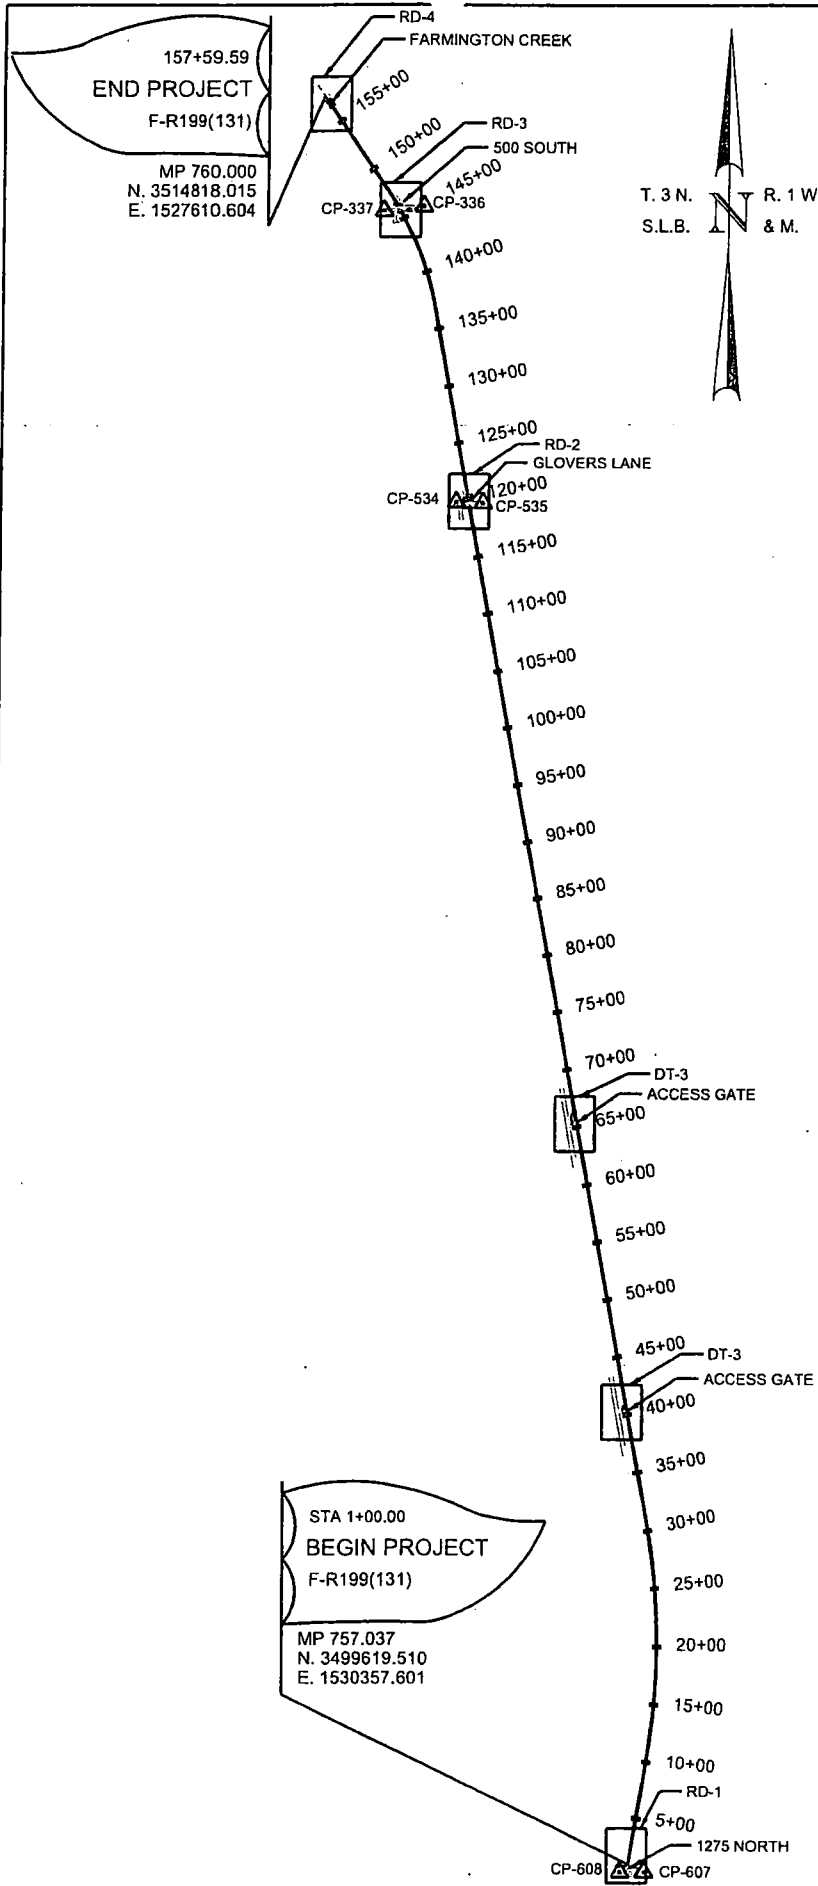 RD-4
FARMINGTON CREEK
157+59.59
END PROJECT
F-R199(131)
MP 760.000
N. 3514818.015
E. 1527610.604
155+00
150+00
RD-3
500 SOUTH
145+00
CP-337
CP-336
T. 3 N.
R. 1 W
S.L.B.
& M.
N
140+00
135+00
130+00
125+00
RD-2
GLOVERS LANE
120+00
CP-534
CP-535
115+00
110+00
105+00
100+00
95+00
90+00
85+00
80+00
75+00
70+00
DT-3
ACCESS GATE
65+00
60+00
55+00
50+00
45+00
DT-3
ACCESS GATE
40+00
35+00
30+00
25+00
20+00
15+00
10+00
STA 1+00.00
BEGIN PROJECT
F-R199(131)
MP 757.037
N. 3499619.510
E. 1530357.601
RD-1
5+00
1275 NORTH
CP-608
CP-607